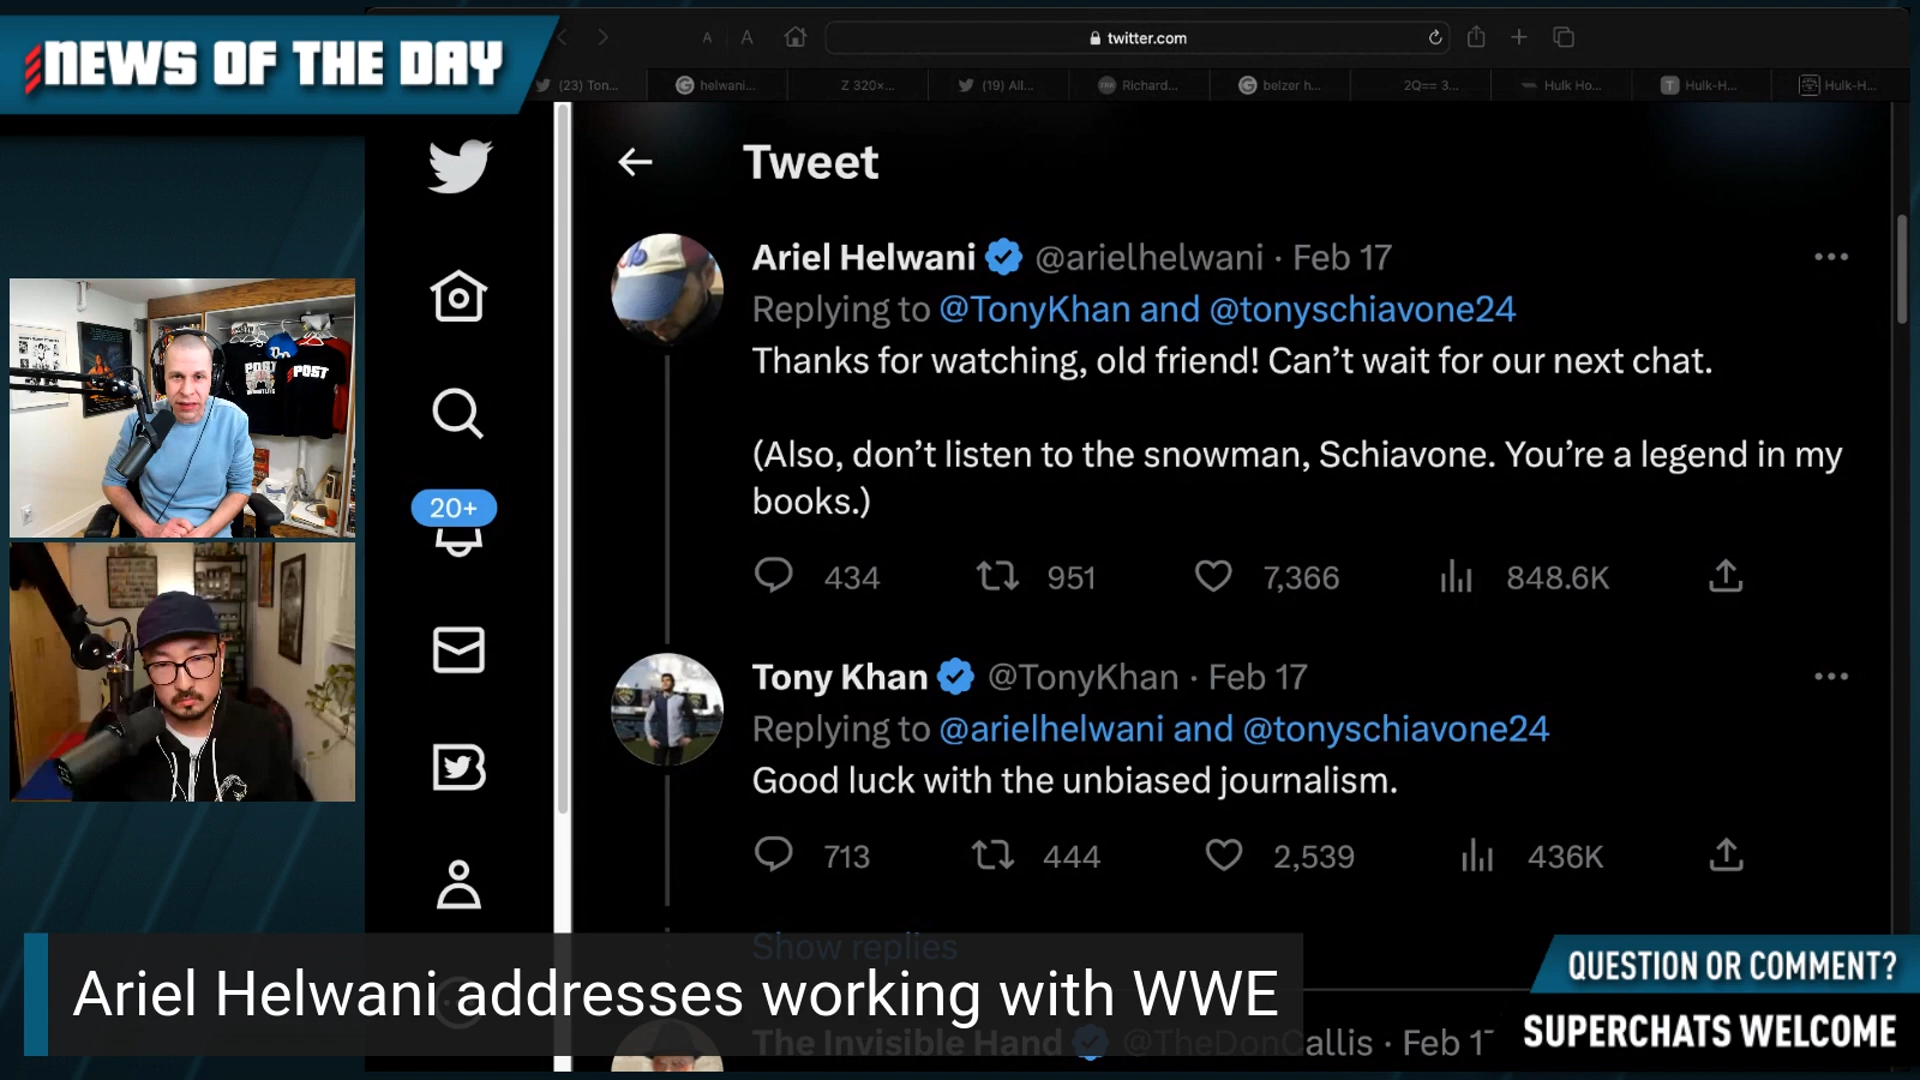 NEWS OF THE DAY
A A
twitter.com
(23) Ton...
helwani...
Z 320×...
(19) All...
Richard...
belzer h...
2Q== 3...
Hulk Ho...
Hulk-H...
Hulk-H...
Tweet
Ariel Helwani @arielhelwani · Feb 17
Replying to @TonyKhan and @tonyschiavone24
Thanks for watching, old friend! Can’t wait for our next chat.
(Also, don’t listen to the snowman, Schiavone. You’re a legend in my
books.)
434 951 7,366 848.6K
20+
Tony Khan @TonyKhan · Feb 17
Replying to @arielhelwani and @tonyschiavone24
Good luck with the unbiased journalism.
713 444 2,539 436K
Show replies
The Invisible Hand @TheDonCallis · Feb 1
POST
POST
Ariel Helwani addresses working with WWE
QUESTION OR COMMENT?
SUPERCHATS WELCOME